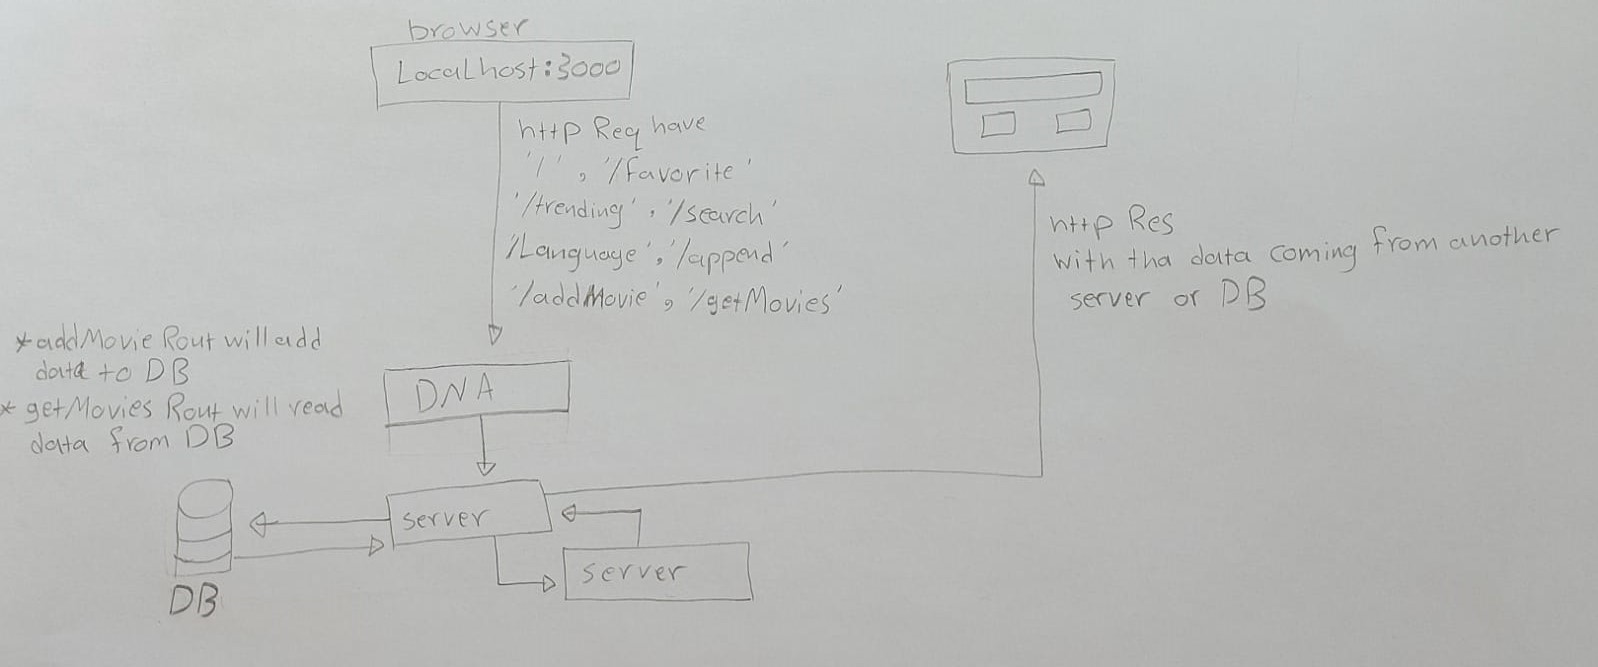 browser
Localhost:3000
http Req have
'/' , '/favorite'
'/trending' , '/search'
'/Language' , '/append'
'/addMovie' , '/getMovies'
http Res
with tha data coming from another
server or DB
* addMovie Rout will add
data to DB
* getMovies Rout will read
data from DB
DNA
server
server
DB